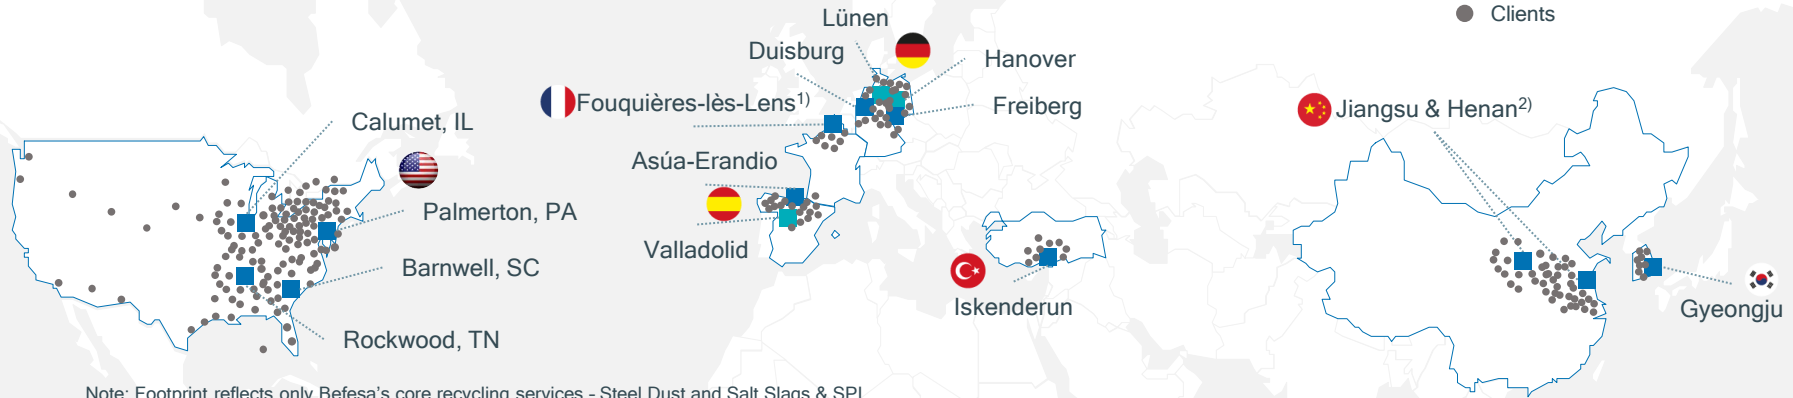 Clients
Lünen
Duisburg
Hanover
Fouquières-lès-Lens1)
Freiberg
Jiangsu & Henan2)
Calumet, IL
Asúa-Erandio
Palmerton, PA
Valladolid
Barnwell, SC
Iskenderun
Gyeongju
Rockwood, TN
Note: Footprint reflects only Befesa's core recycling services - Steel Dust and Salt Slags & SPL